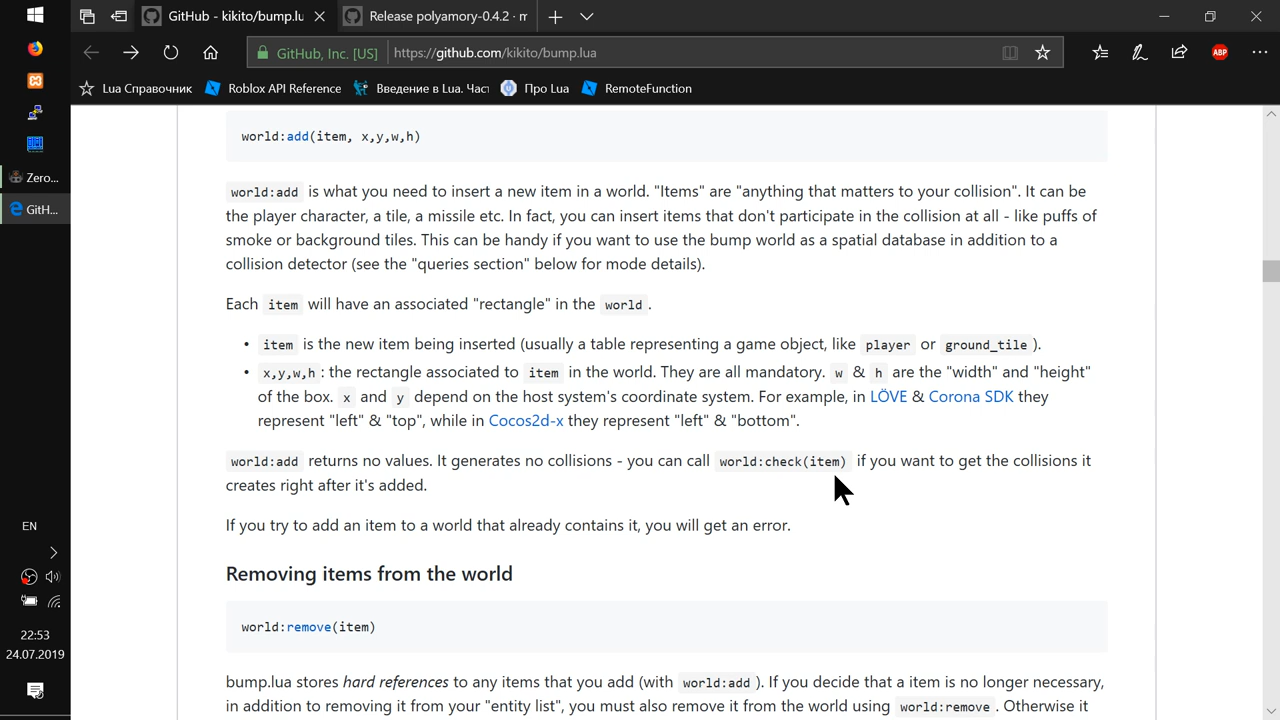 GitHub - kikito/bump.lu
Release polyamory-0.4.2 · m
GitHub, Inc. [US]
https://github.com/kikito/bump.lua
ABP
Lua Справочник
Roblox API Reference
Введение в Lua. Час
Про Lua
RemoteFunction
Zero...
GitH...
EN
22:53
24.07.2019
world:add(item, x,y,w,h)
world:add is what you need to insert a new item in a world. "Items" are "anything that matters to your collision". It can be
the player character, a tile, a missile etc. In fact, you can insert items that don't participate in the collision at all - like puffs of
smoke or background tiles. This can be handy if you want to use the bump world as a spatial database in addition to a
collision detector (see the "queries section" below for mode details).
Each item will have an associated "rectangle" in the world .
• item is the new item being inserted (usually a table representing a game object, like player or ground_tile ).
• x,y,w,h : the rectangle associated to item in the world. They are all mandatory. w & h are the "width" and "height"
of the box. x and y depend on the host system's coordinate system. For example, in LÖVE & Corona SDK they
represent "left" & "top", while in Cocos2d-x they represent "left" & "bottom".
world:add returns no values. It generates no collisions - you can call world:check(item) if you want to get the collisions it
creates right after it's added.
If you try to add an item to a world that already contains it, you will get an error.
Removing items from the world
world:remove(item)
bump.lua stores hard references to any items that you add (with world:add ). If you decide that a item is no longer necessary,
in addition to removing it from your "entity list", you must also remove it from the world using world:remove . Otherwise it